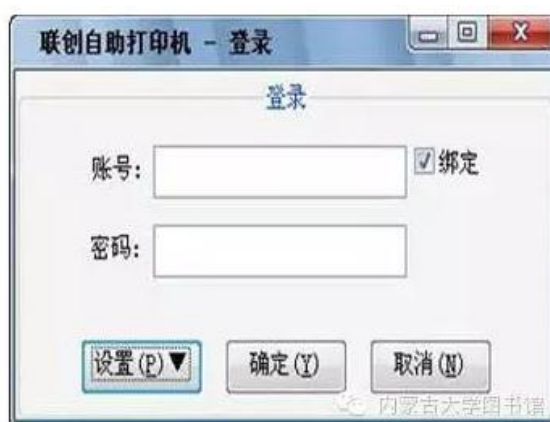 联创自助打印机 - 登录
登录
账号:
绑定
密码:
设置(P)▼
确定(Y)
取消(N)
内蒙古大学图书馆